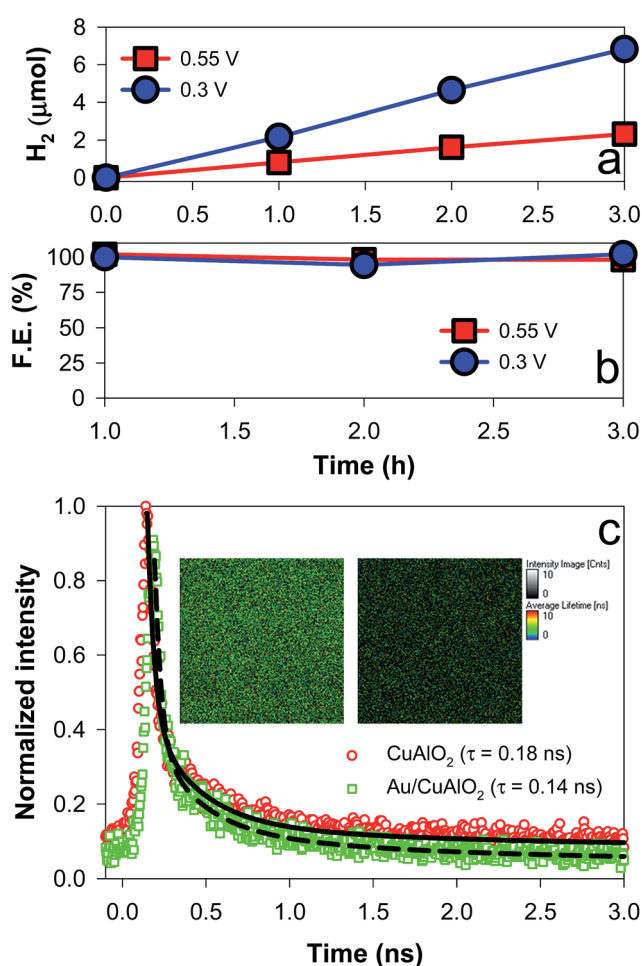 8
6
4
2
0
H2 (μmol)
0.55 V
0.3 V
a
0.0 0.5 1.0 1.5 2.0 2.5 3.0
100
75
50
25
0
F.E. (%)
0.55 V
0.3 V
b
1.0 1.5 2.0 2.5 3.0
Time (h)
1.0
0.8
0.6
0.4
0.2
0.0
Normalized intensity
c
Intensity Image [Cnts]
10
0
Average Lifetime [ns]
10
0
CuAlO2 (τ = 0.18 ns)
Au/CuAlO2 (τ = 0.14 ns)
0.0 0.5 1.0 1.5 2.0 2.5 3.0
Time (ns)